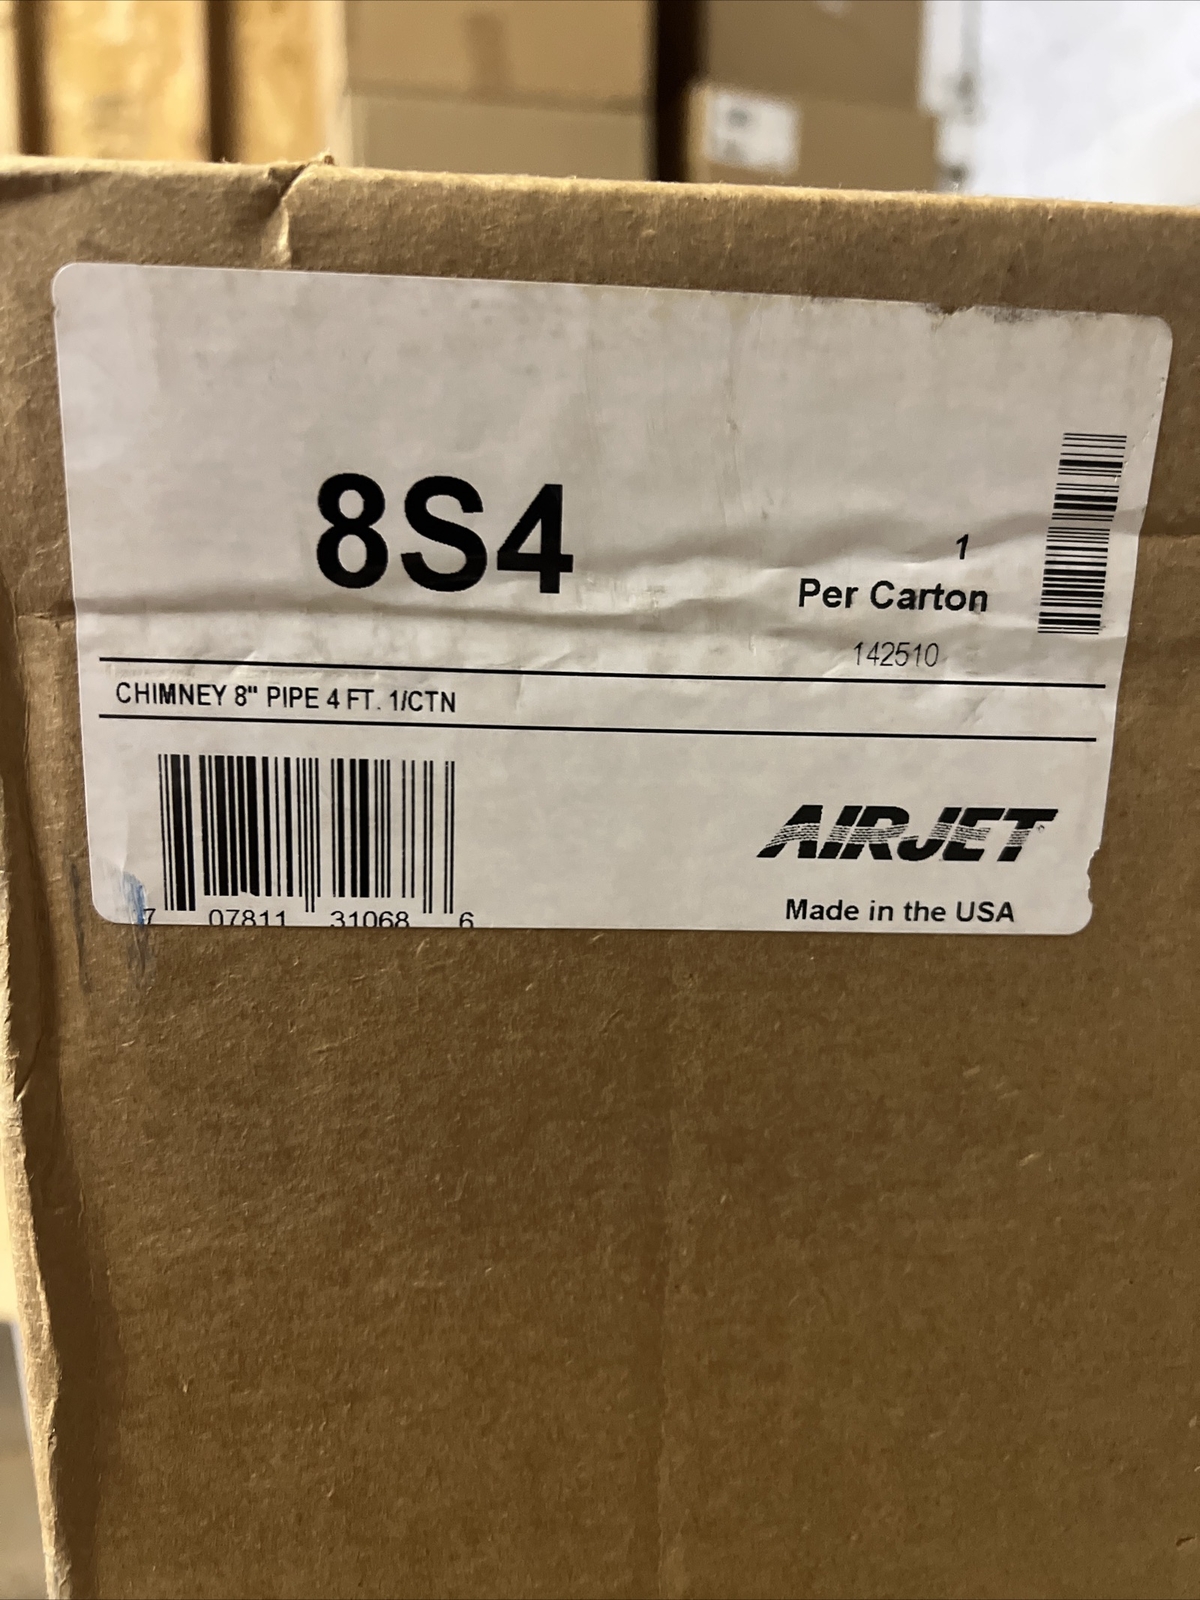 8S4
1
Per Carton
142510
CHIMNEY 8" PIPE 4 FT. 1/CTN
AIRJET
7 07811 31068 6
Made in the USA